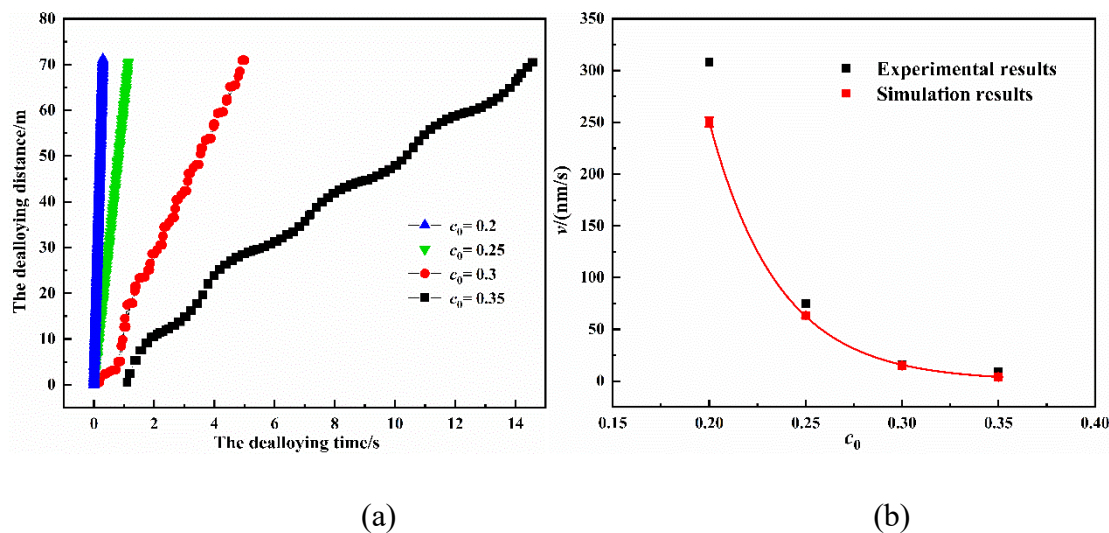 The dealloying distance/m
80
70
60
50
40
30
20
10
0
0 2 4 6 8 10 12 14
The dealloying time/s
c0= 0.2
c0= 0.25
c0= 0.3
c0= 0.35
(a)
v/(nm/s)
350
300
250
200
150
100
50
0
0.15 0.20 0.25 0.30 0.35 0.40
c0
Experimental results
Simulation results
(b)